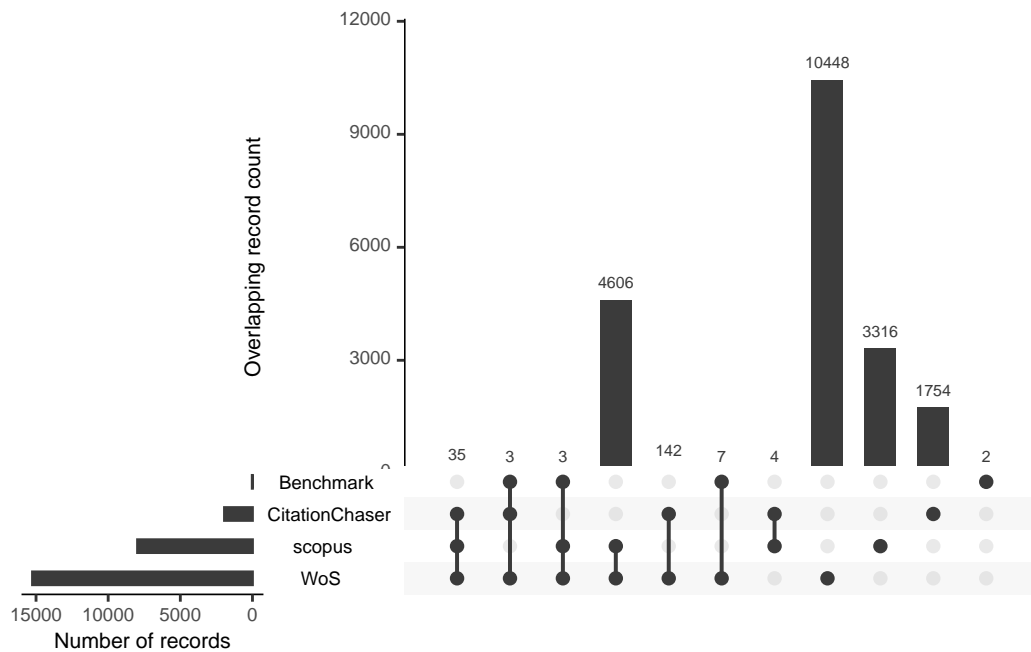 12000
9000
6000
3000
0
Overlapping record count
10448
4606
3316
1754
35
3
3
142
7
4
2
Benchmark
CitationChaser
scopus
WoS
15000 10000 5000 0
Number of records